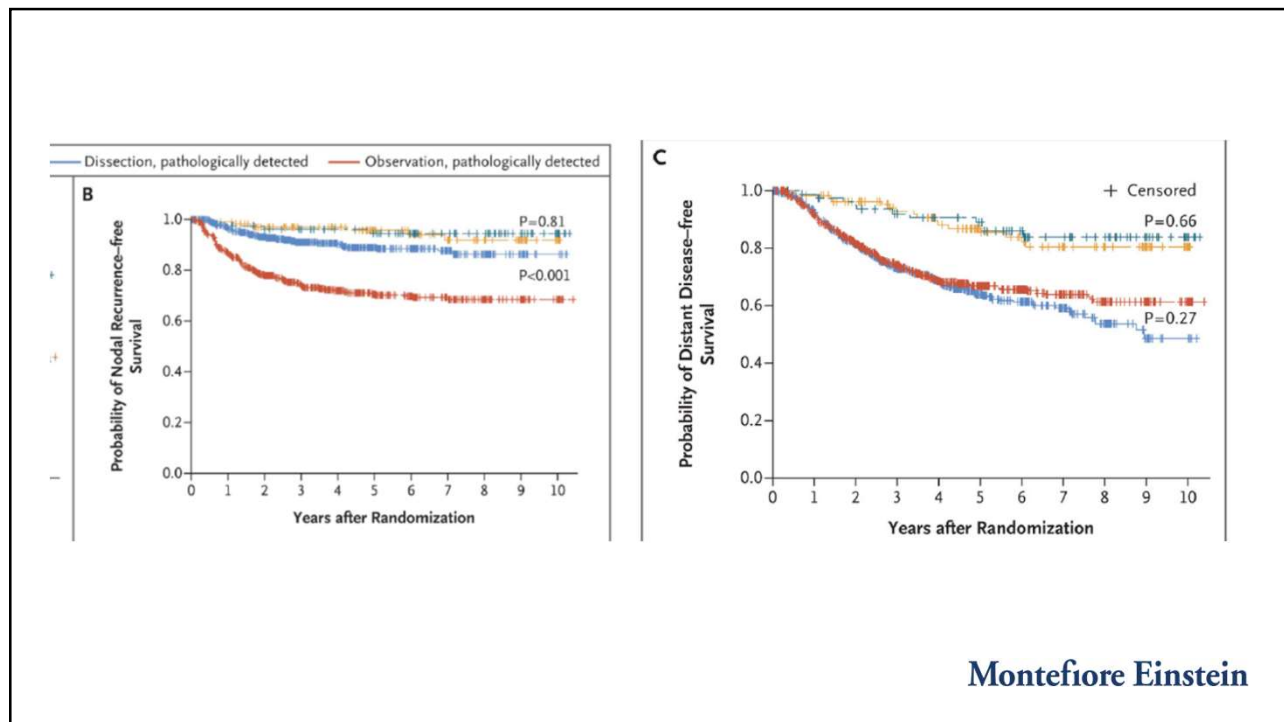 Dissection, pathologically detected Observation, pathologically detected
B
Probability of Nodal Recurrence–free
Survival
1.0
0.8
0.6
0.4
0.2
0.0
P=0.81
P<0.001
0 1 2 3 4 5 6 7 8 9 10
Years after Randomization
C
Probability of Distant Disease–free
Survival
1.0
0.8
0.6
0.4
0.2
0.0
+ Censored
P=0.66
P=0.27
0 1 2 3 4 5 6 7 8 9 10
Years after Randomization
Montefiore Einstein